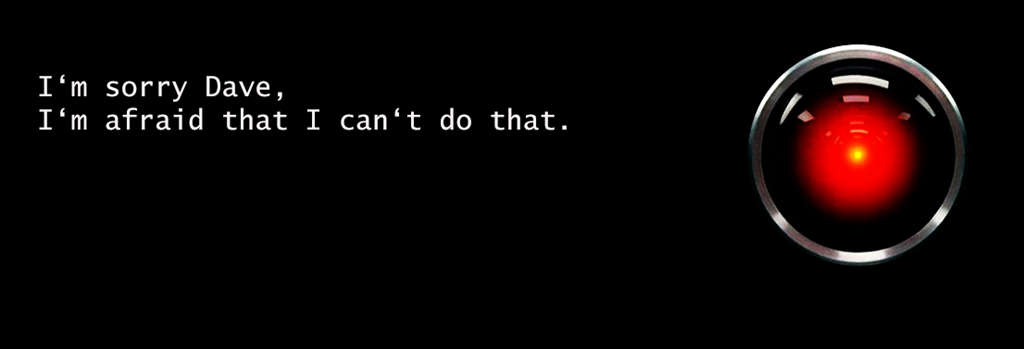 I‘m sorry Dave,
I‘m afraid that I can‘t do that.